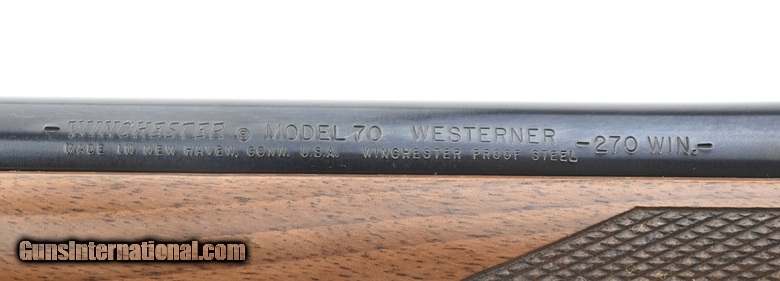 -WINCHESTER ® MODEL 70 WESTERNER -270 WIN.-
MADE IN NEW HAVEN, CONN. U.S.A. WINCHESTER PROOF STEEL
GunsInternational.com